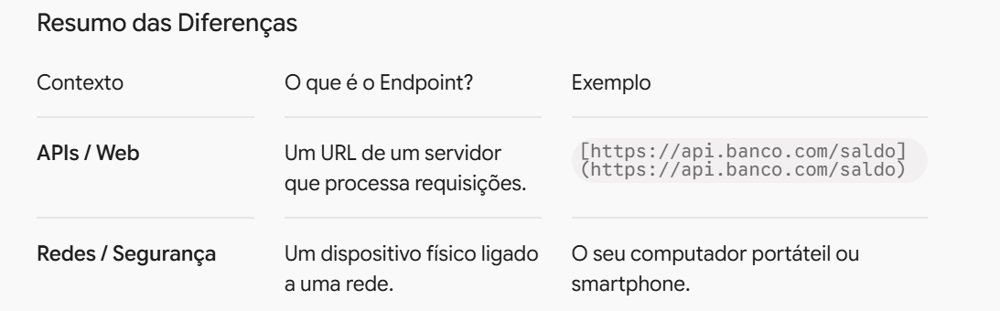 Resumo das Diferenças
Contexto
O que é o Endpoint?
Exemplo
APIs / Web
Um URL de um servidor
que processa requisições.
[https://api.banco.com/saldo]
(https://api.banco.com/saldo)
Redes / Segurança
Um dispositivo físico ligado
a uma rede.
O seu computador portáteil ou
smartphone.